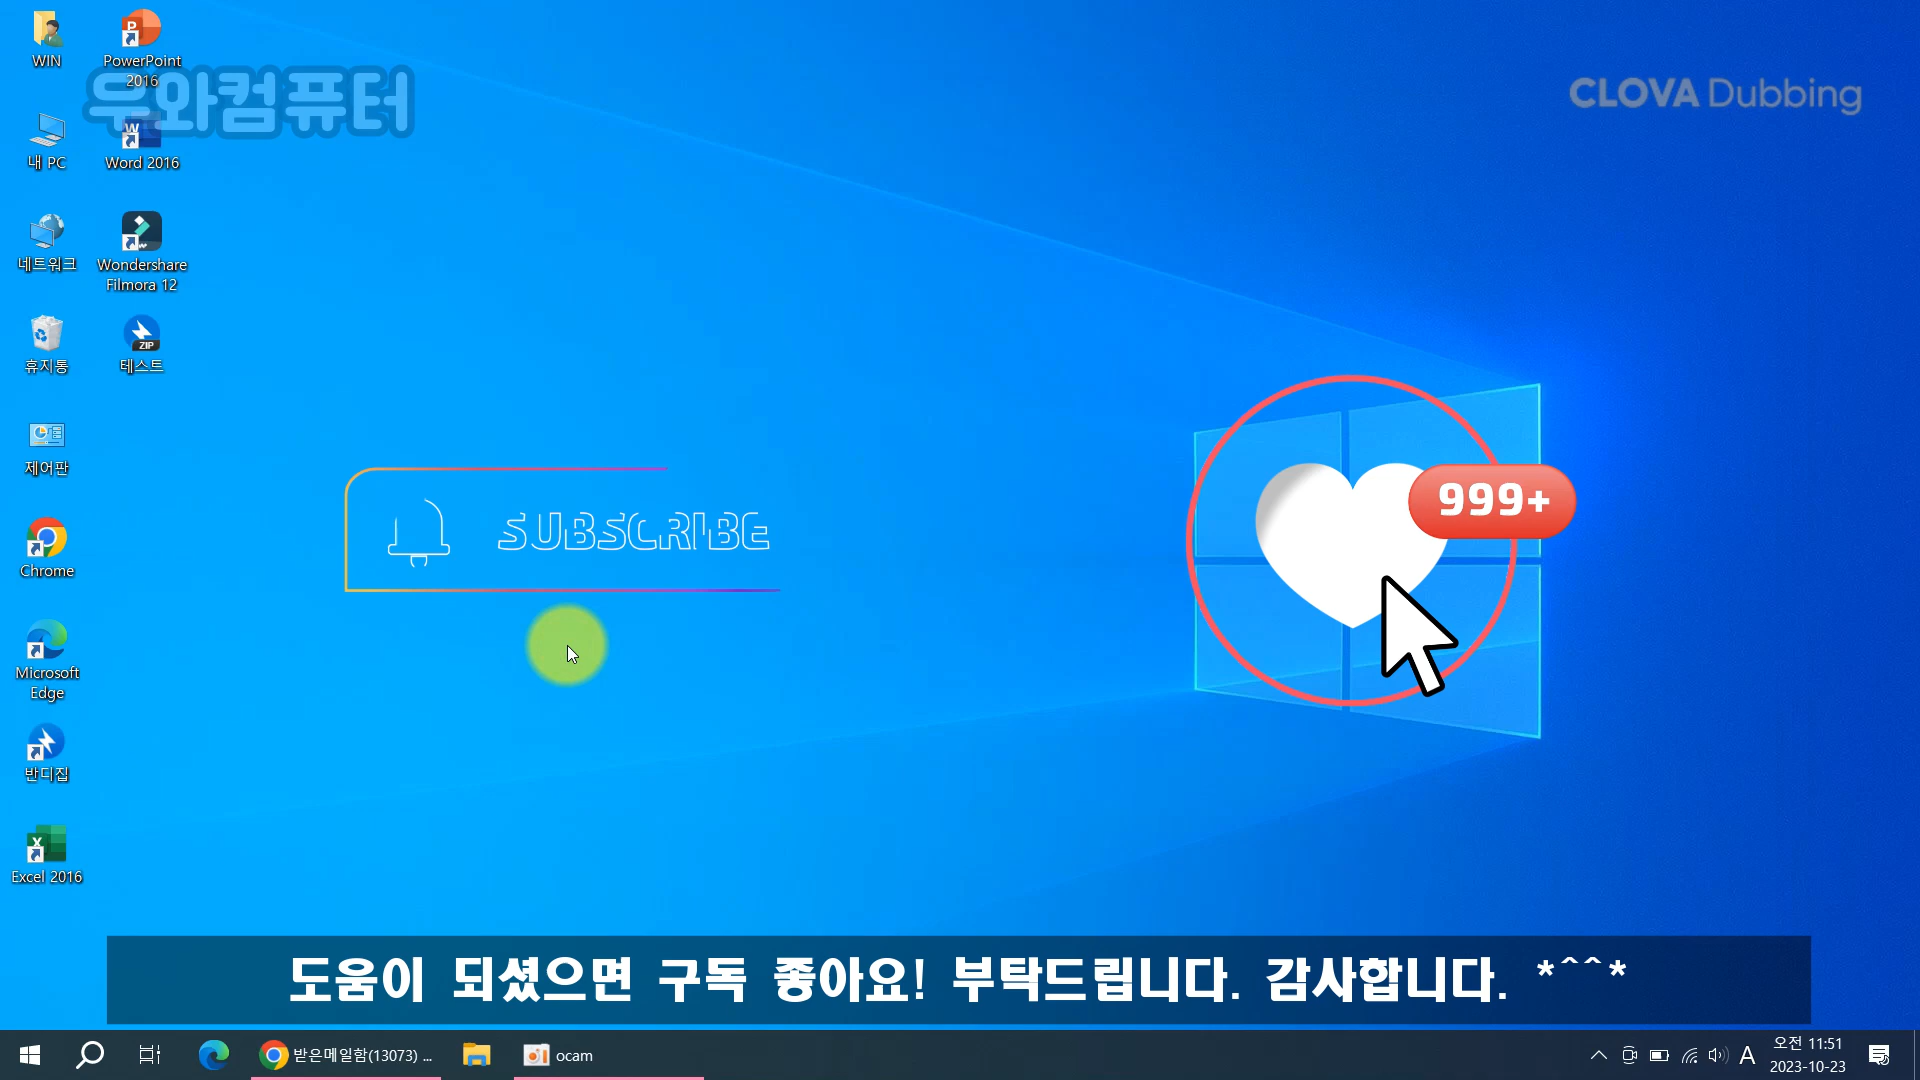 WIN
PowerPoint
2016
두와컴퓨터
CLOVA Dubbing
내 PC
W
Word 2016
네트워크
Wondershare
Filmora 12
휴지통
ZIP
테스트
제어판
Chrome
SUBSCRIBE
999+
Microsoft
Edge
반디집
Excel 2016
도움이 되셨으면 구독 좋아요! 부탁드립니다. 감사합니다. *^^*
받은메일함(13073) ...
ocam
A
오전 11:51
2023-10-23